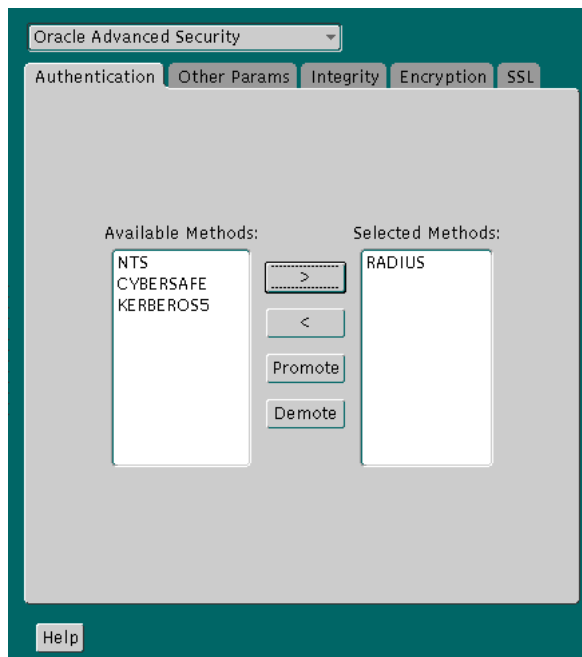 Oracle Advanced Security
Authentication Other Params Integrity Encryption SSL
Available Methods: Selected Methods:
NTS
CYBERSAFE
KERBEROS5
>
<
Promote
Demote
RADIUS
Help